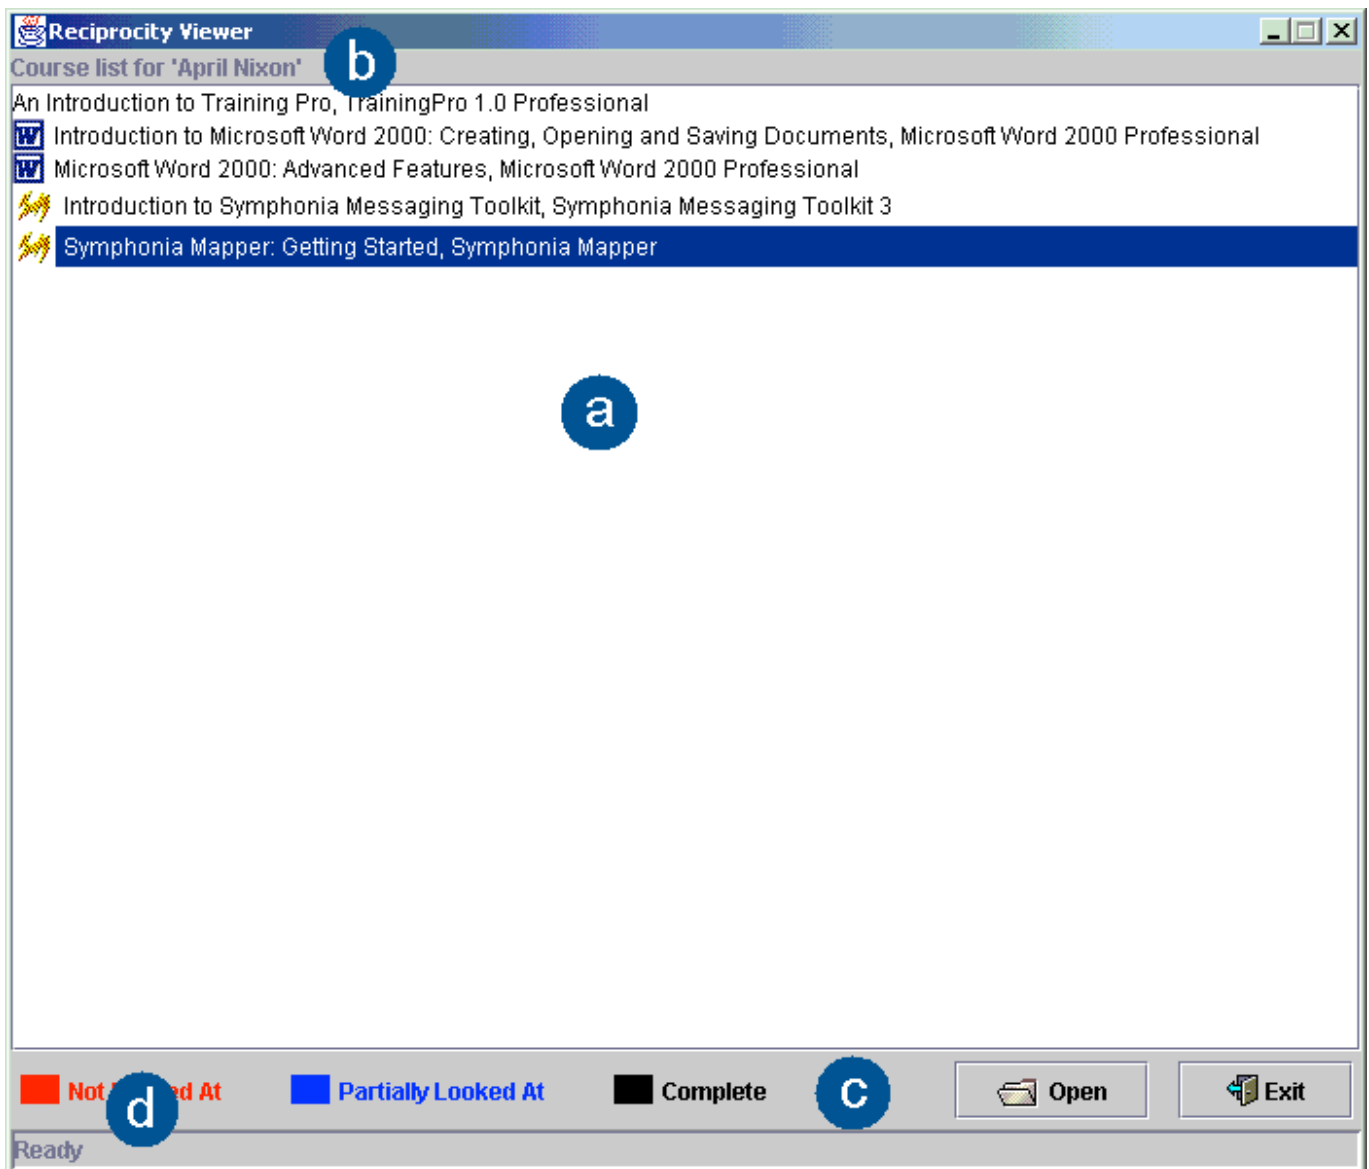 Reciprocity Viewer
Course list for 'April Nixon'
b
An Introduction to Training Pro, TrainingPro 1.0 Professional
Introduction to Microsoft Word 2000: Creating, Opening and Saving Documents, Microsoft Word 2000 Professional
Microsoft Word 2000: Advanced Features, Microsoft Word 2000 Professional
Introduction to Symphonia Messaging Toolkit, Symphonia Messaging Toolkit 3
Symphonia Mapper: Getting Started, Symphonia Mapper
a
Not Looked At Partially Looked At Complete c Open Exit
d
Ready